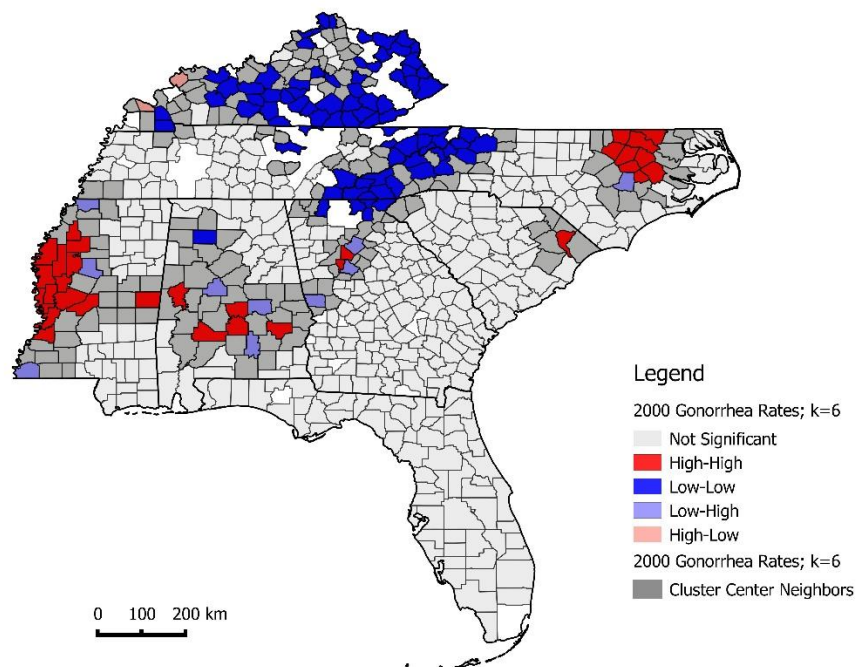 Legend
2000 Gonorrhea Rates; k=6
Not Significant
High-High
Low-Low
Low-High
High-Low
2000 Gonorrhea Rates; k=6
Cluster Center Neighbors
0 100 200 km